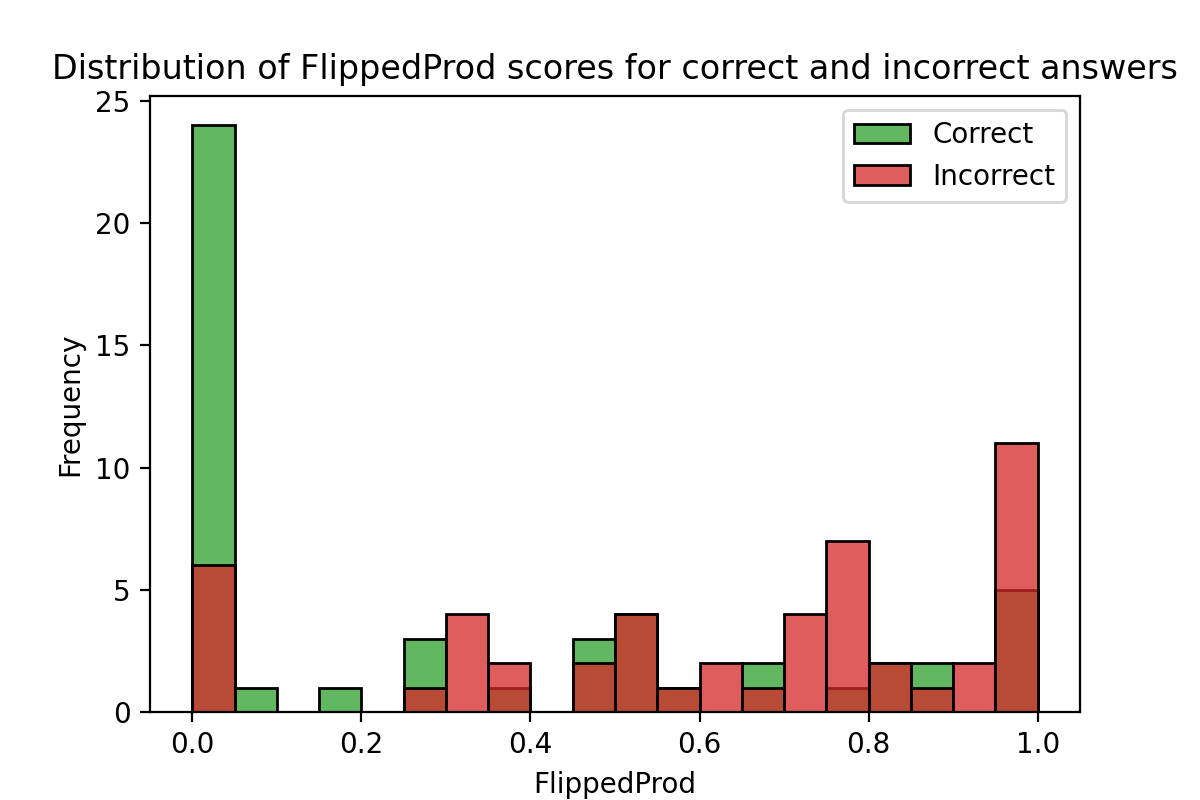 Distribution of FlippedProd scores for correct and incorrect answers
25
20
15
10
5
0
Frequency
Correct
Incorrect
0.0 0.2 0.4 0.6 0.8 1.0
FlippedProd